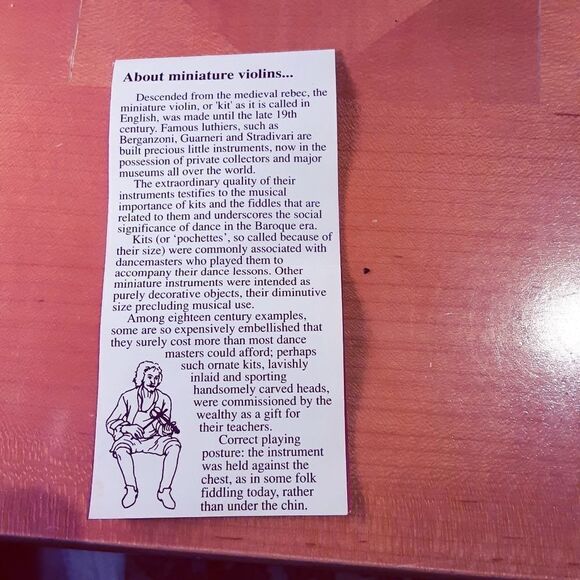 About miniature violins...
Descended from the medieval rebec, the
miniature violin, or 'kit' as it is called in
English, was made until the late 19th
century. Famous luthiers, such as
Berganzoni, Guarneri and Stradivari are
built precious little instruments, now in the
possession of private collectors and major
museums all over the world.
The extraordinary quality of their
instruments testifies to the musical
importance of kits and the fiddles that are
related to them and underscores the social
significance of dance in the Baroque era.
Kits (or 'pochettes', so called because of
their size) were commonly associated with
dancemasters who played them to
accompany their dance lessons. Other
miniature instruments were intended as
purely decorative objects, their diminutive
size precluding musical use.
Among eighteen century examples,
some are so expensively embellished that
they surely cost more than most dance
masters could afford; perhaps
such ornate kits, lavishly
inlaid and sporting
handsomely carved heads,
were commissioned by the
wealthy as a gift for
their teachers.
Correct playing
posture: the instrument
was held against the
chest, as in some folk
fiddling today, rather
than under the chin.